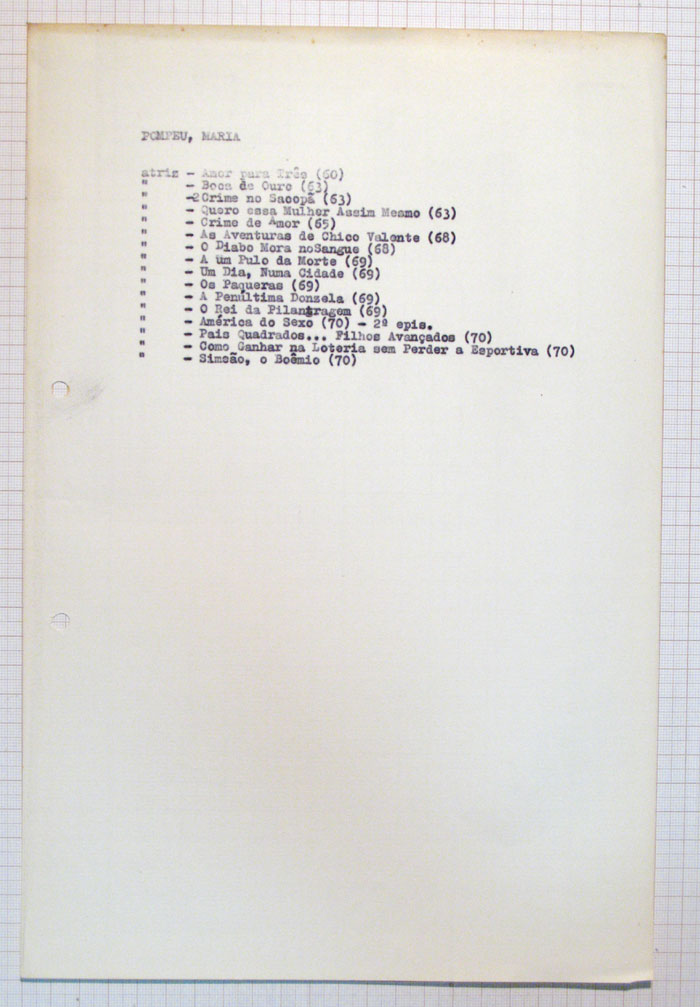 POMPEU, MARIA
atriz - Amor para Três (60)
" - Boca de Ouro (63)
" -2Crime no Sacopã (63)
" - Quero essa Mulher Assim Mesmo (63)
" - Crime de Amor (65)
" - As Aventuras de Chico Valente (68)
" - O Diabo Mora noSangue (68)
" - A um Pulo da Morte (69)
" - Um Dia, Numa Cidade (69)
" - Os Paqueras (69)
" - A Penúltima Donzela (69)
" - O Rei da Pilantragem (69)
" - América do Sexo (70) - 2º epis.
" - Pais Quadrados... Filhos Avançados (70)
" - Como Ganhar na Loteria sem Perder a Esportiva (70)
" - Simeão, o Boêmio (70)